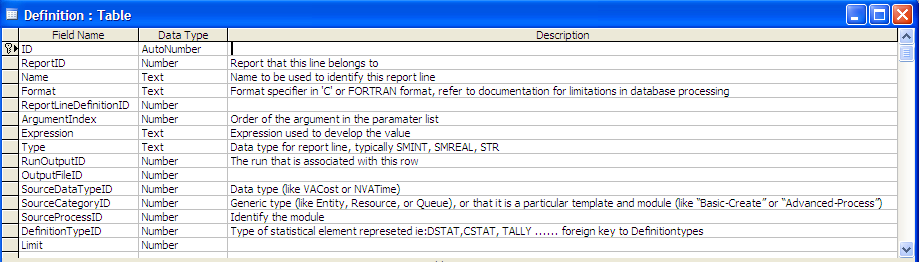 Definition : Table
Field Name Data Type Description
ID AutoNumber
ReportID Number Report that this line belongs to
Name Text Name to be used to identify this report line
Format Text Format specifier in 'C' or FORTRAN format, refer to documentation for limitations in database processing
ReportLineDefinitionID Number
ArgumentIndex Number Order of the argument in the paramater list
Expression Text Expression used to develop the value
Type Text Data type for report line, typically SMINT, SMREAL, STR
RunOutputID Number The run that is associated with this row
OutputFileID Number
SourceDataTypeID Number Data type (like VACost or NVATime)
SourceCategoryID Number Generic type (like Entity, Resource, or Queue), or that it is a particular template and module (like "Basic-Create" or "Advanced-Process")
SourceProcessID Number Identify the module
DefinitionTypeID Number Type of statistical element represeted ie:DSTAT,CSTAT, TALLY ...... foreign key to Definitiontypes
Limit Number